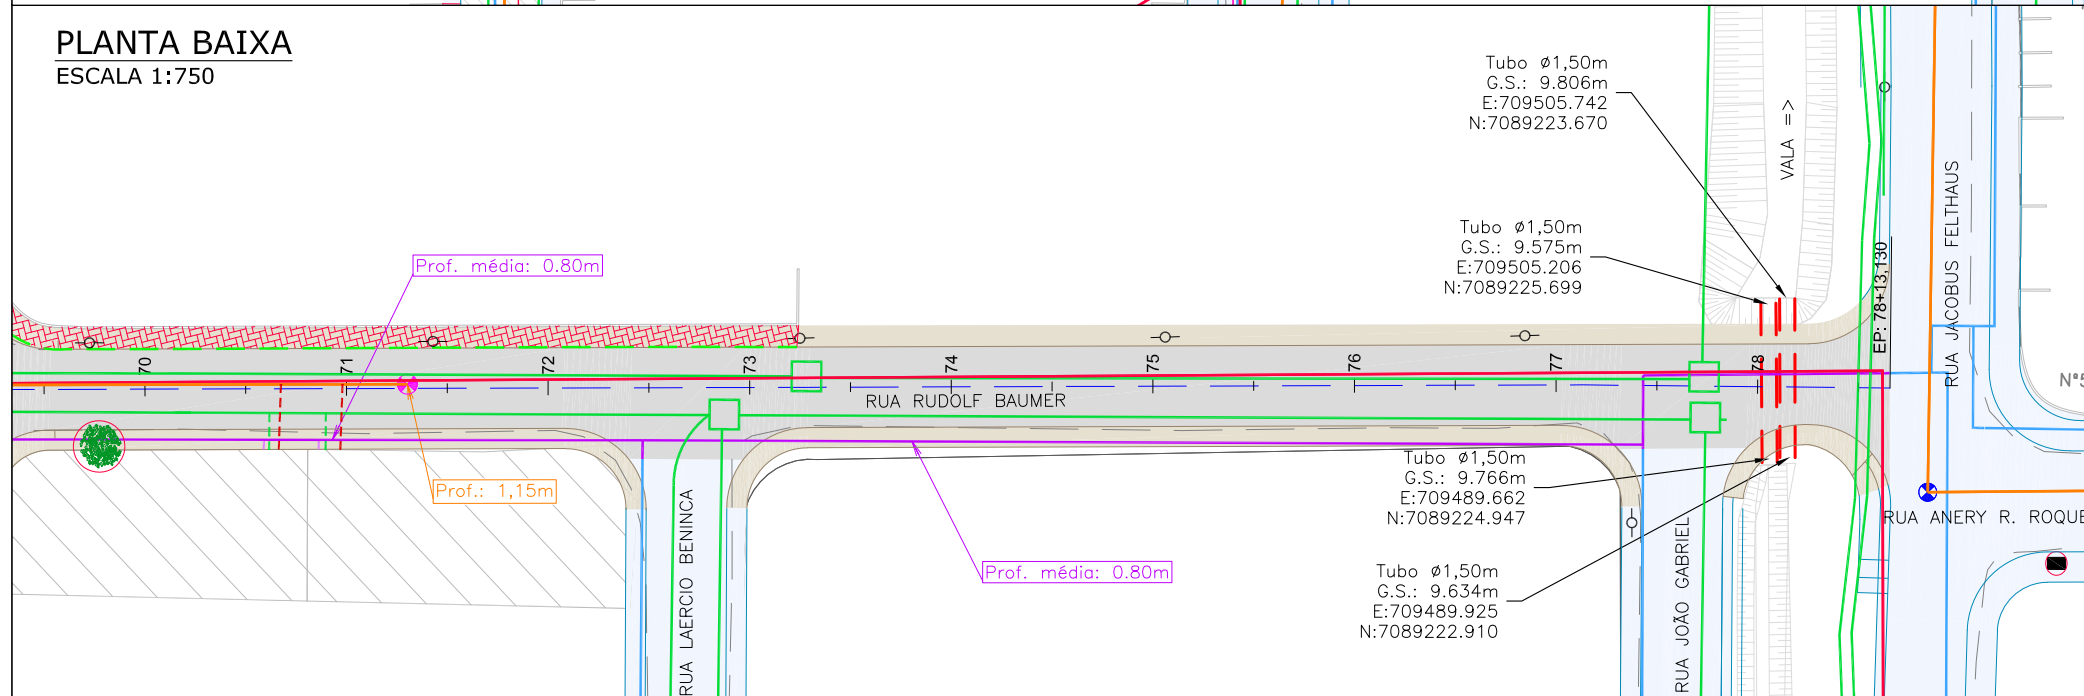 PLANTA BAIXA
ESCALA 1:750
Tubo ø1,50m
G.S.: 9.806m
E:709505.742
N:7089223.670
VALA =>
Tubo ø1,50m
G.S.: 9.575m
E:709505.206
N:7089225.699
RUA JACOBUS FELTHAUS
EP: 78+13,130
Prof. média: 0.80m
70
71
72
73
74
75
76
77
78
RUA RUDOLF BAUMER
Nº5
Tubo ø1,50m
G.S.: 9.766m
E:709489.662
N:7089224.947
Prof.: 1,15m
RUA LAERCIO BENINCA
RUA JOÃO GABRIEL
RUA ANERY R. ROQUE
Prof. média: 0.80m
Tubo ø1,50m
G.S.: 9.634m
E:709489.925
N:7089222.910